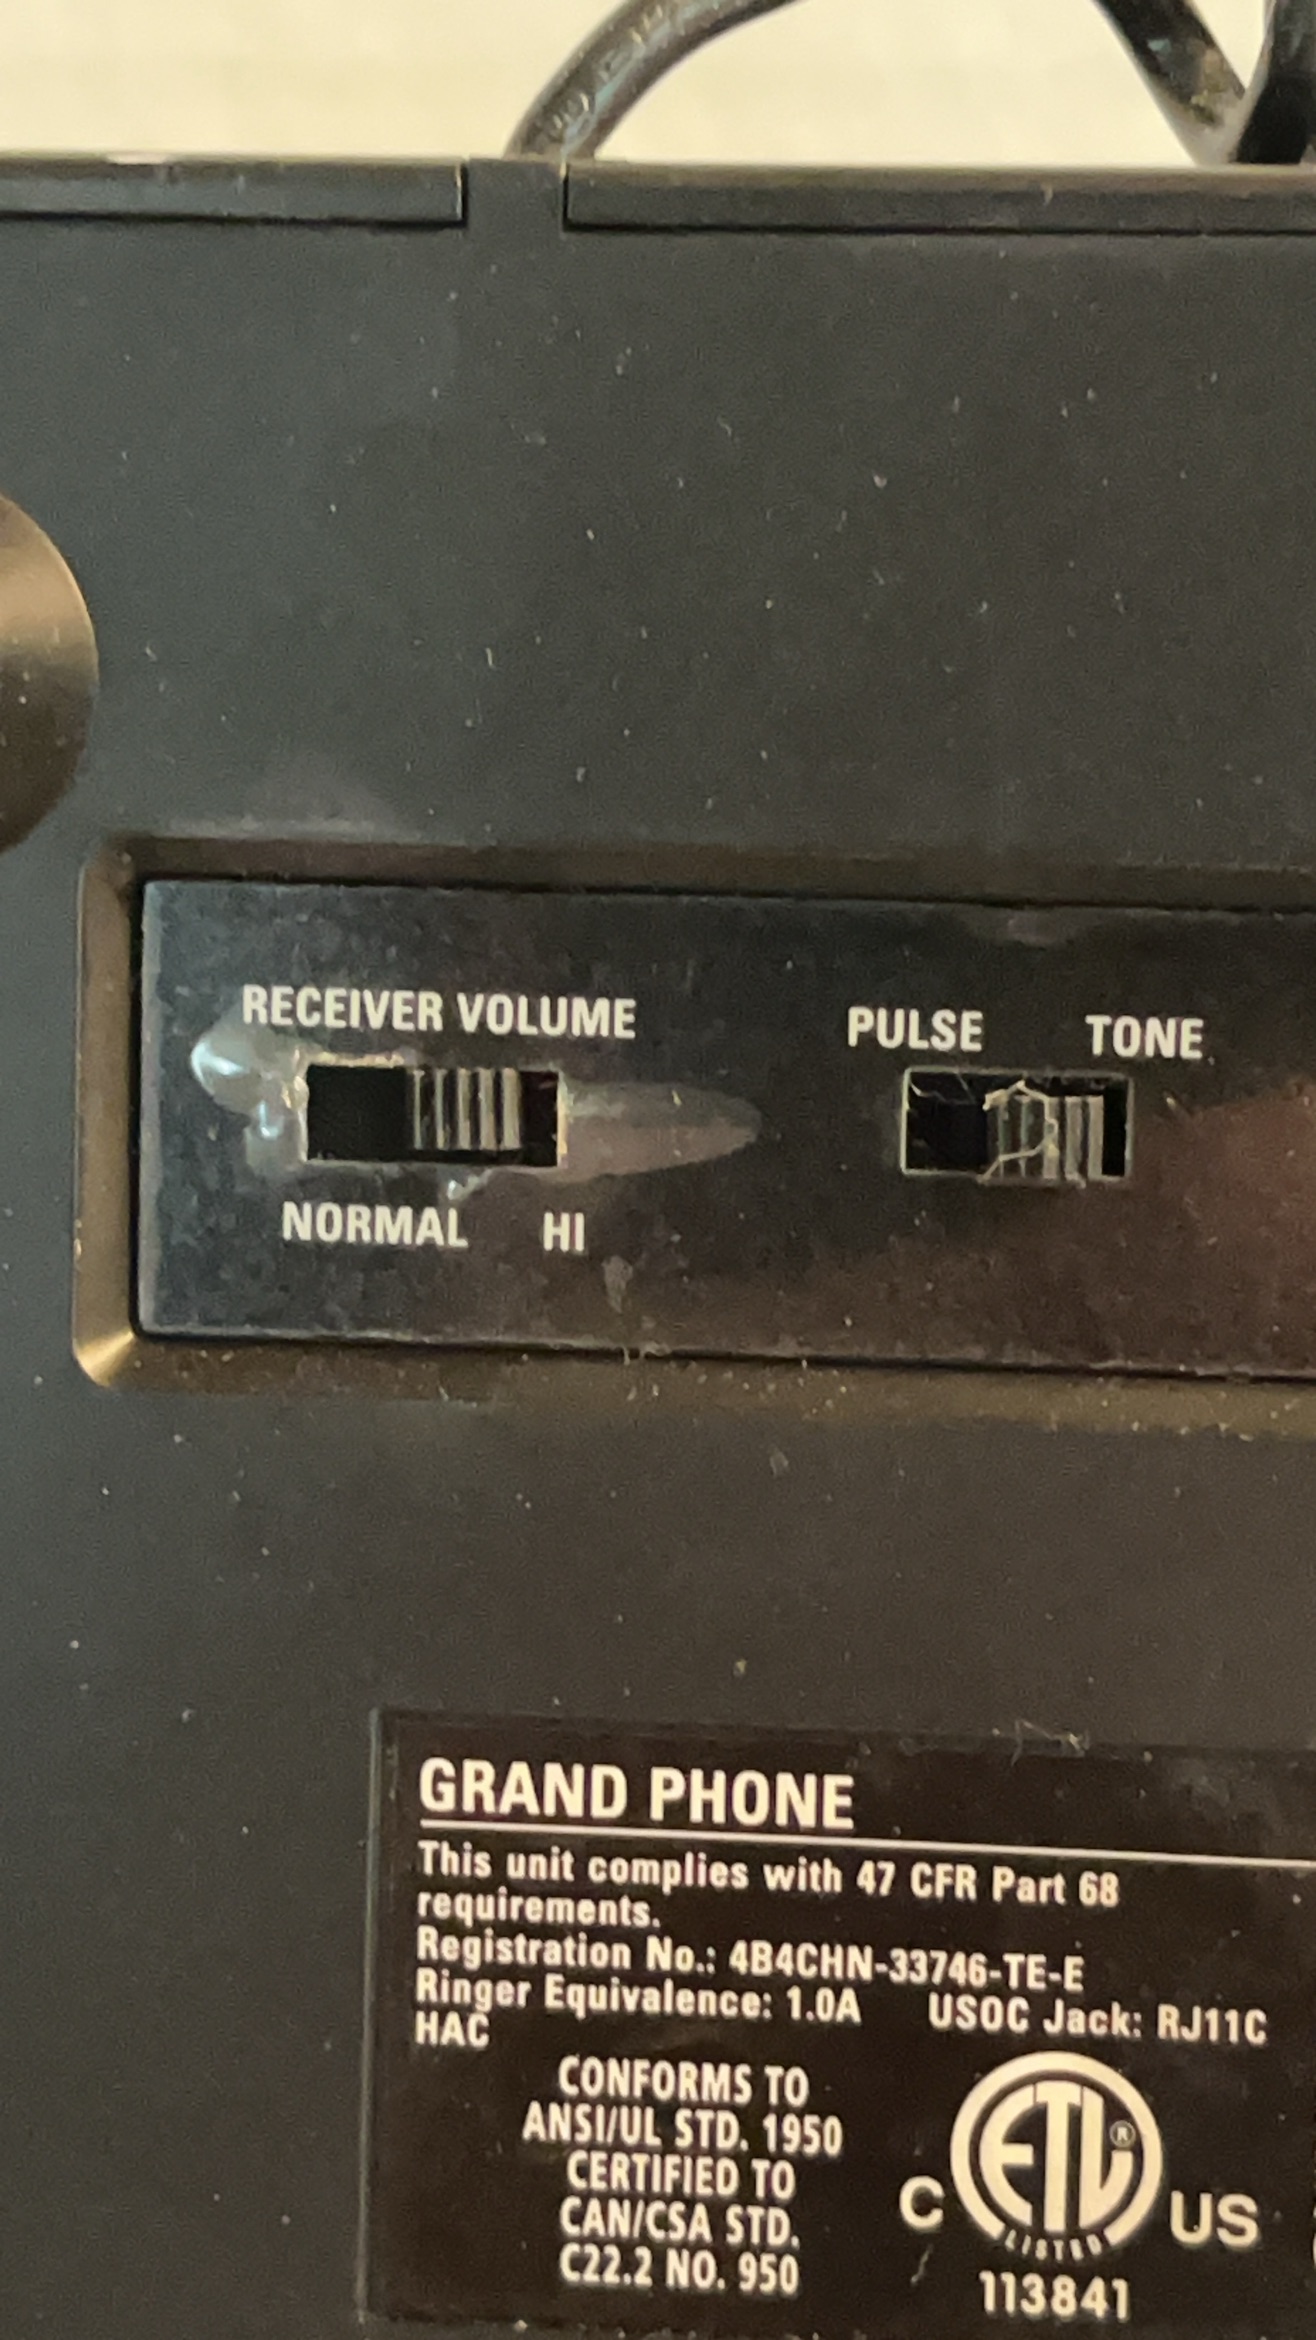 RECEIVER VOLUME
NORMAL HI
PULSE TONE
GRAND PHONE
This unit complies with 47 CFR Part 68
requirements.
Registration No.: 4B4CHN-33746-TE-E
Ringer Equivalence: 1.0A USOC Jack: RJ11C
HAC
CONFORMS TO
ANSI/UL STD. 1950
CERTIFIED TO
CAN/CSA STD.
C22.2 NO. 950
C ETL ® US
LISTED
113841